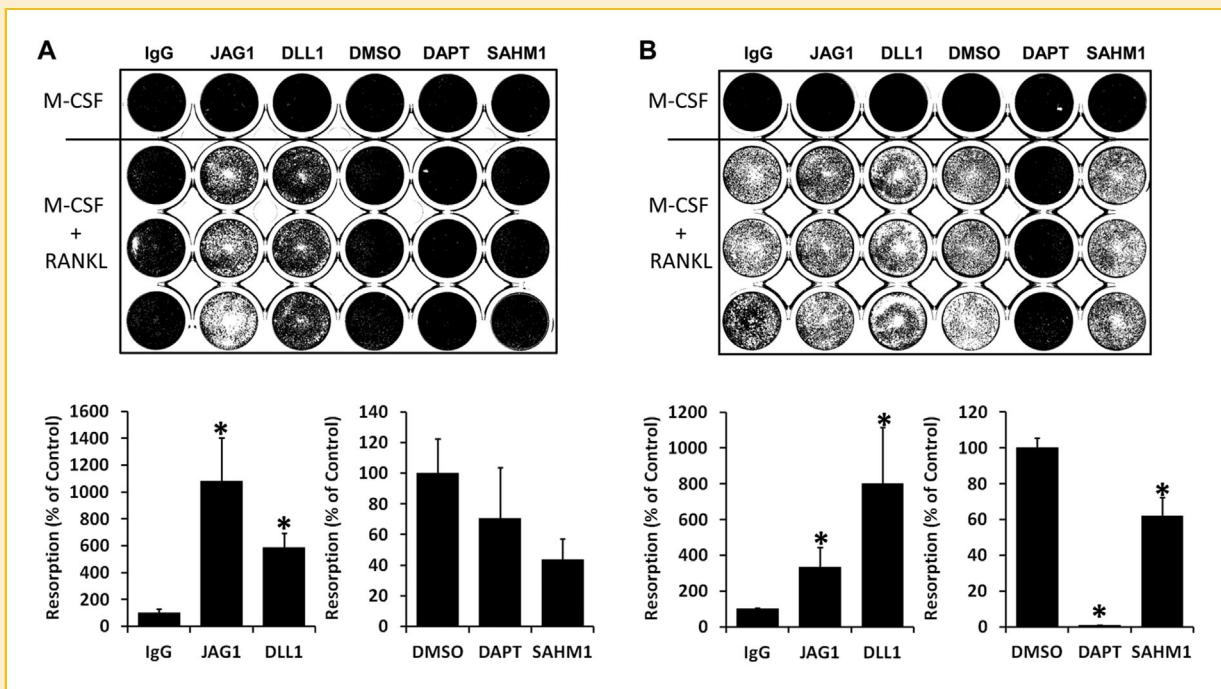 A
IgG JAG1 DLL1 DMSO DAPT SAHM1
M-CSF
M-CSF
+
RANKL
Resorption (% of Control)
1600
1400
1200
1000
800
600
400
200
0
*
*
IgG JAG1 DLL1
Resorption (% of Control)
140
120
100
80
60
40
20
0
DMSO DAPT SAHM1
B
IgG JAG1 DLL1 DMSO DAPT SAHM1
M-CSF
M-CSF
+
RANKL
Resorption (% of Control)
1200
1000
800
600
400
200
0
*
*
IgG JAG1 DLL1
Resorption (% of Control)
120
100
80
60
40
20
0
*
*
DMSO DAPT SAHM1